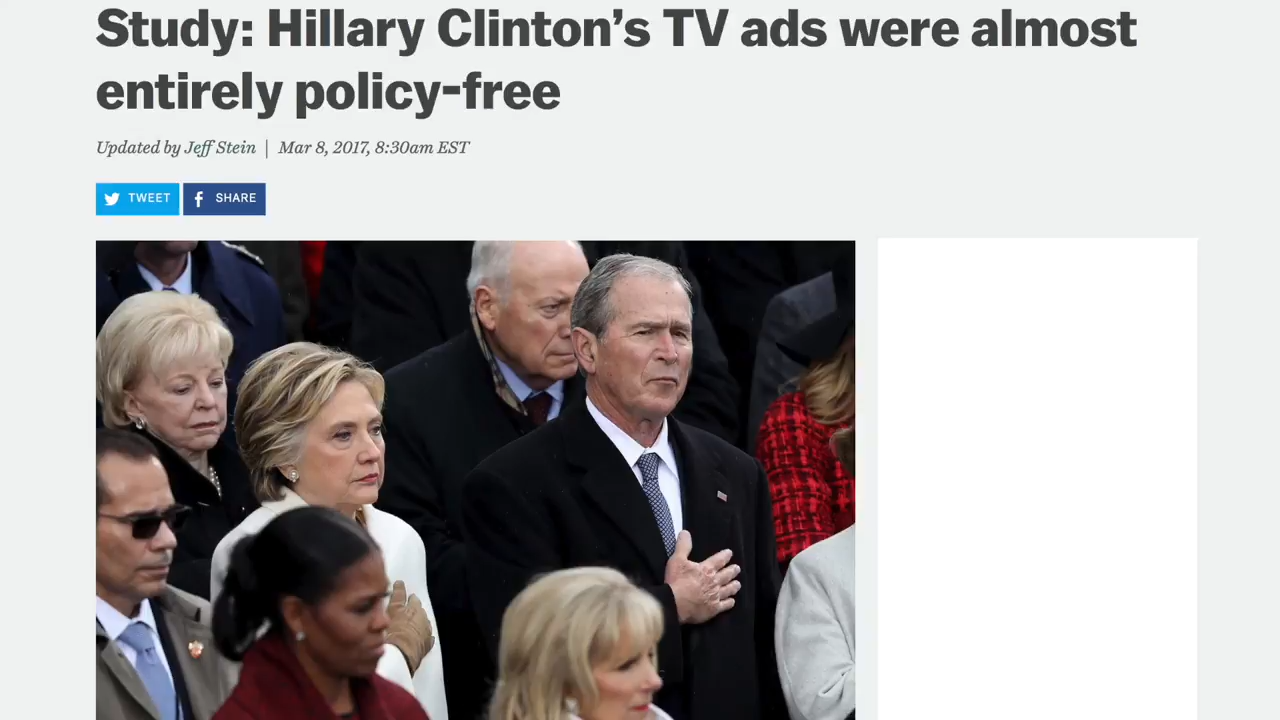 Study: Hillary Clinton’s TV ads were almost
entirely policy-free
Updated by Jeff Stein | Mar 8, 2017, 8:30am EST
TWEET
SHARE